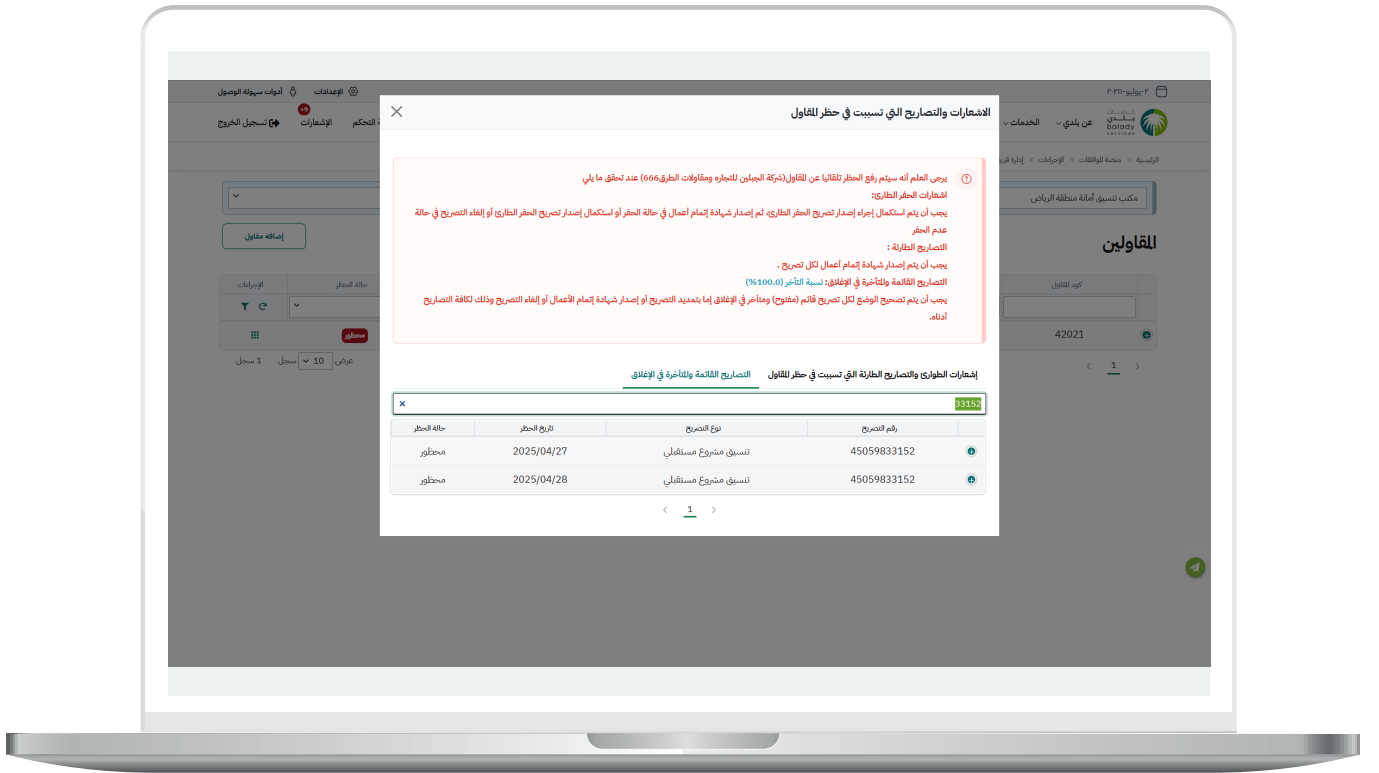 ٢-يوليو-٢٠٢٥
الإعدادات
أدوات سهولة الوصول
بلدي
balady
عن بلدي
الخدمات
التحكم
الإشعارات
+9
تسجيل الخروج
الرئيسية > منصة الموافقات > الإجراءات >
مكتب تنسيق أمانة منطقة الرياض
المقاولين
إضافة مقاول
كود المقاول
حالة الحظر
الإجراءات
42021
محظور
عرض 10 سجل 1 سجل
1
الاشعارات والتصاريح التي تسببت في حظر المقاول
يرجى العلم أنه سيتم رفع الحظر تلقائيا عن المقاول(شركة الجبلين للتجاره ومقاولات الطرق666) عند تحقق ما يلي
اشعارات الحفر الطارئ:
يجب أن يتم استكمال إجراء إصدار تصريح الحفر الطارئ، ثم إصدار شهادة إتمام أعمال في حالة الحفر أو استكمال إصدار تصريح الحفر الطارئ أو إلغاء التصريح في حالة
عدم الحفر
التصاريح الطارئة :
يجب أن يتم إصدار شهادة إتمام أعمال لكل تصريح .
التصاريح القائمة والمتأخرة في الإغلاق: نسبة التأخر (100.0%)
يجب أن يتم تصحيح الوضع لكل تصريح قائم (مفتوح) ومتأخر في الإغلاق إما بتمديد التصريح أو إصدار شهادة إتمام الأعمال أو إلغاء التصريح وذلك لكافة التصاريح
أدناه.
إشعارات الطوارئ والتصاريح الطارئة التي تسببت في حظر المقاول
التصاريح القائمة والمتأخرة في الإغلاق
33152
رقم التصريح نوع التصريح تاريخ الحظر حالة الحظر
45059833152 تنسيق مشروع مستقبلي 2025/04/27 محظور
45059833152 تنسيق مشروع مستقبلي 2025/04/28 محظور
1